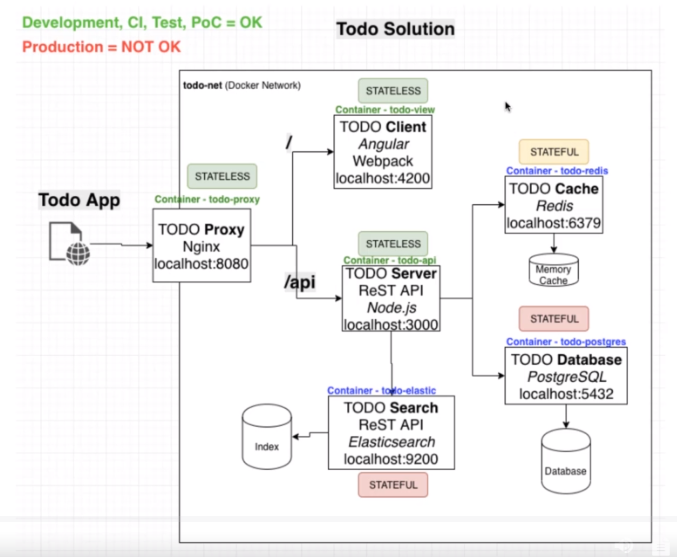 Development, CI, Test, PoC = OK
Production = NOT OK
Todo Solution
todo-net (Docker Network)
STATELESS
Container - todo-view
TODO Client
Angular
Webpack
localhost:4200
/
STATEFUL
Container - todo-redis
TODO Cache
Redis
localhost:6379
Memory
Cache
STATELESS
Container - todo-proxy
Todo App
TODO Proxy
Nginx
localhost:8080
STATELESS
Container - todo-api
/api
TODO Server
ReST API
Node.js
localhost:3000
STATEFUL
Container - todo-postgres
TODO Database
PostgreSQL
localhost:5432
Database
Container - todo-elastic
TODO Search
ReST API
Elasticsearch
localhost:9200
Index
STATEFUL